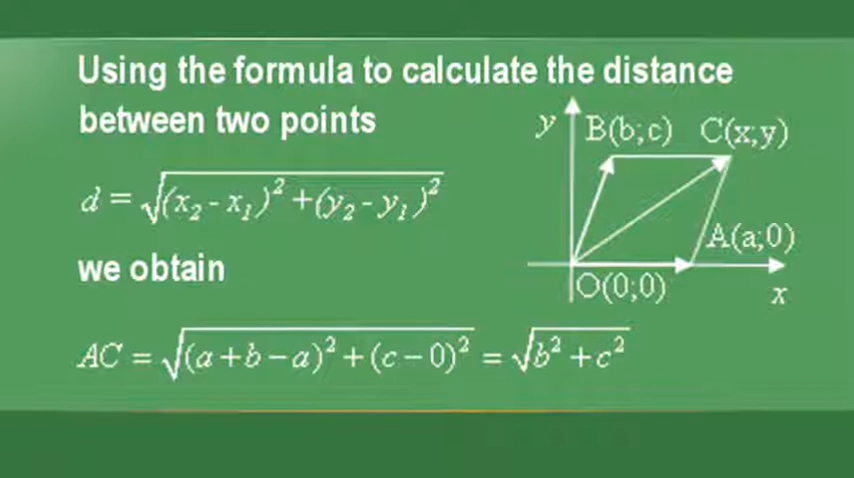 Using the formula to calculate the distance
between two points
d = √(x₂ - x₁)² + (y₂ - y₁)²
we obtain
AC = √(a + b − a)² + (c − 0)² = √b² + c²
y
B(b;c)
C(x;y)
A(a;0)
O(0;0)
x